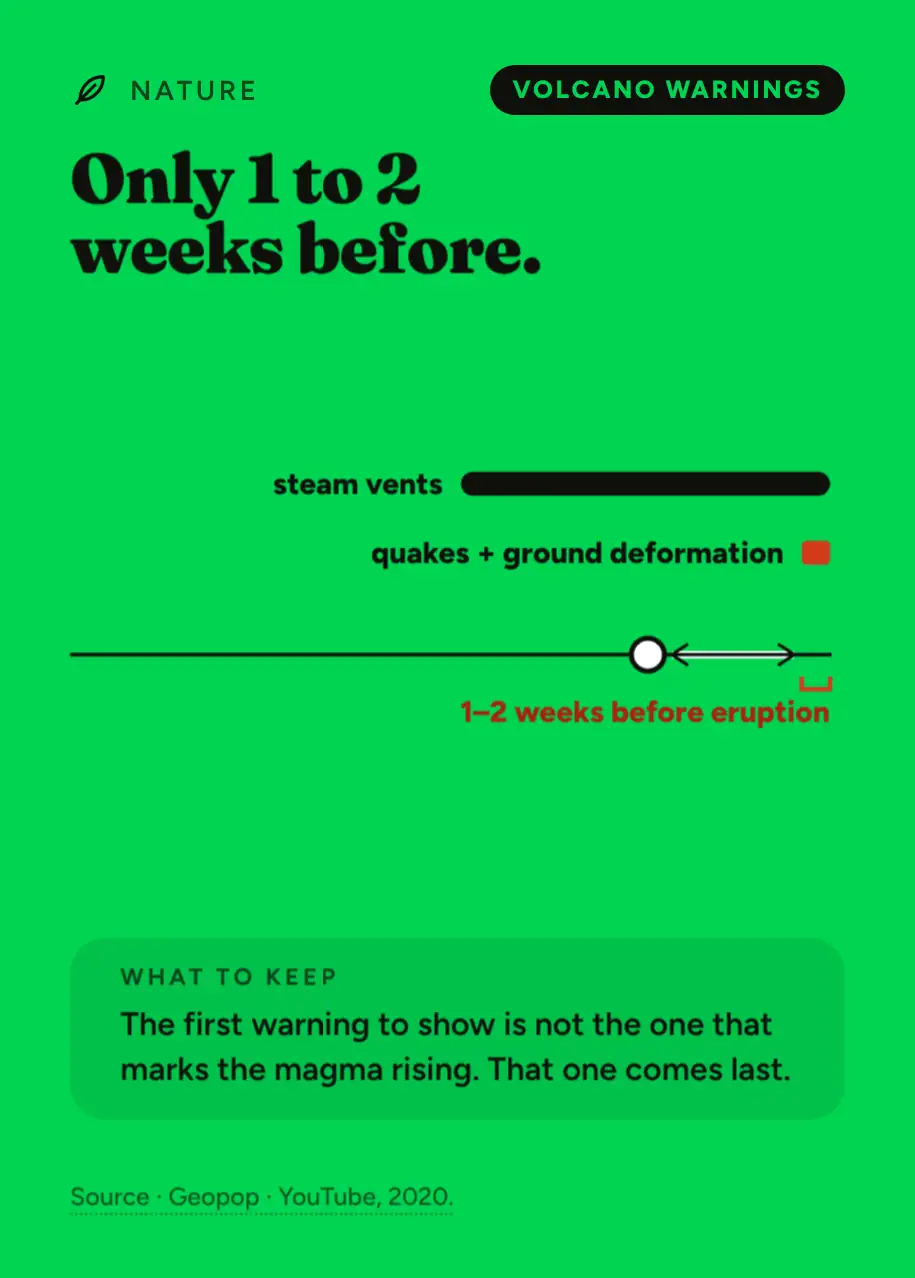 NATURE
VOLCANO WARNINGS
Only 1 to 2
weeks before.
steam vents
quakes + ground deformation
1–2 weeks before eruption
WHAT TO KEEP
The first warning to show is not the one that
marks the magma rising. That one comes last.
Source · Geopop · YouTube, 2020.